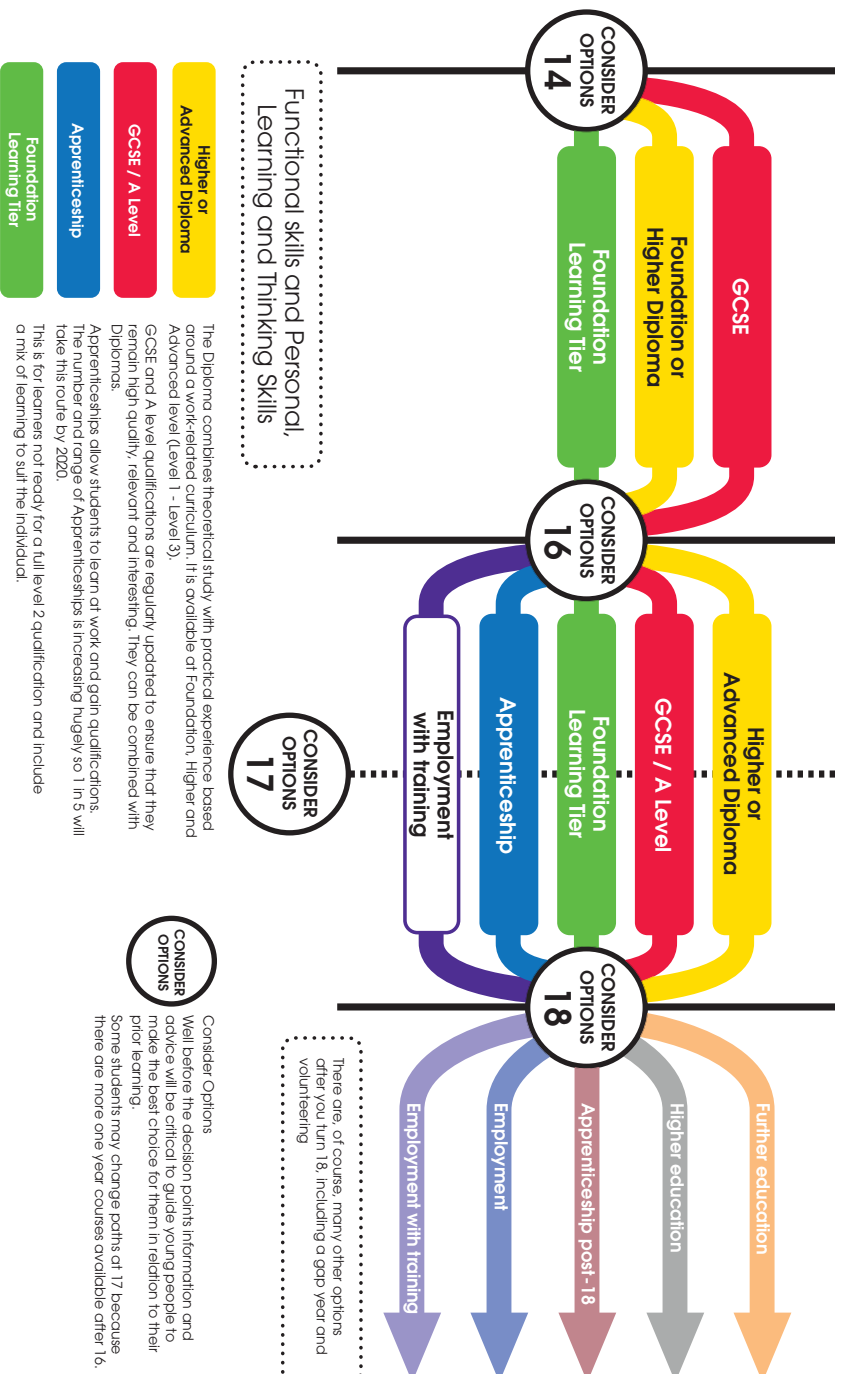 CONSIDER
OPTIONS
14
GCSE
Foundation or
Higher Diploma
Foundation
Learning Tier
CONSIDER
OPTIONS
16
Higher or
Advanced Diploma
GCSE / A Level
Foundation
Learning Tier
Apprenticeship
Employment
with training
CONSIDER
OPTIONS
17
CONSIDER
OPTIONS
18
Further education
Higher education
Apprenticeship post-18
Employment
Employment with training
Functional skills and Personal,
Learning and Thinking Skills
There are, of course, many other options
after you turn 18, including a gap year and
volunteering
Higher or
Advanced Diploma
The Diploma combines theoretical study with practical experience based
around a work-related curriculum. It is available at Foundation, Higher and
Advanced level (Level 1 - Level 3).
GCSE / A Level
GCSE and A level qualifications are regularly updated to ensure that they
remain high quality, relevant and interesting. They can be combined with
Diplomas.
Apprenticeship
Apprenticeships allow students to learn at work and gain qualifications.
The number and range of Apprenticeships is increasing hugely so 1 in 5 will
take this route by 2020.
Foundation
Learning Tier
This is for learners not ready for a full level 2 qualification and include
a mix of learning to suit the individual.
CONSIDER
OPTIONS
Consider Options
Well before the decision points information and
advice will be critical to guide young people to
make the best choice for them in relation to their
prior learning.
Some students may change paths at 17 because
there are more one year courses available after 16.